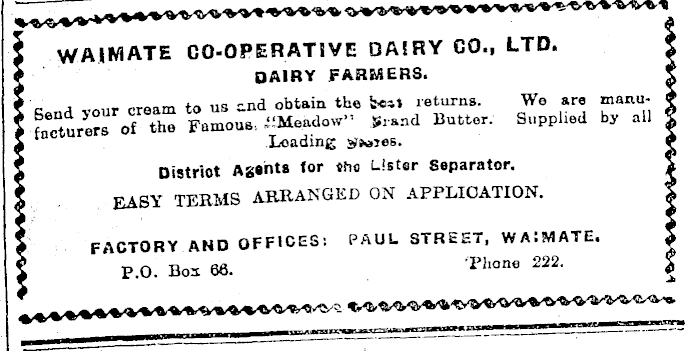 WAIMATE CO-OPERATIVE DAIRY CO., LTD.
DAIRY FARMERS.
Send your cream to us and obtain the best returns. We are manu-
facturers of the Famous "Meadow" Brand Butter. Supplied by all
Leading Stores.
District Agents for the Lister Separator.
EASY TERMS ARRANGED ON APPLICATION.
FACTORY AND OFFICES: PAUL STREET, WAIMATE.
P.O. Box 66. 'Phone 222.